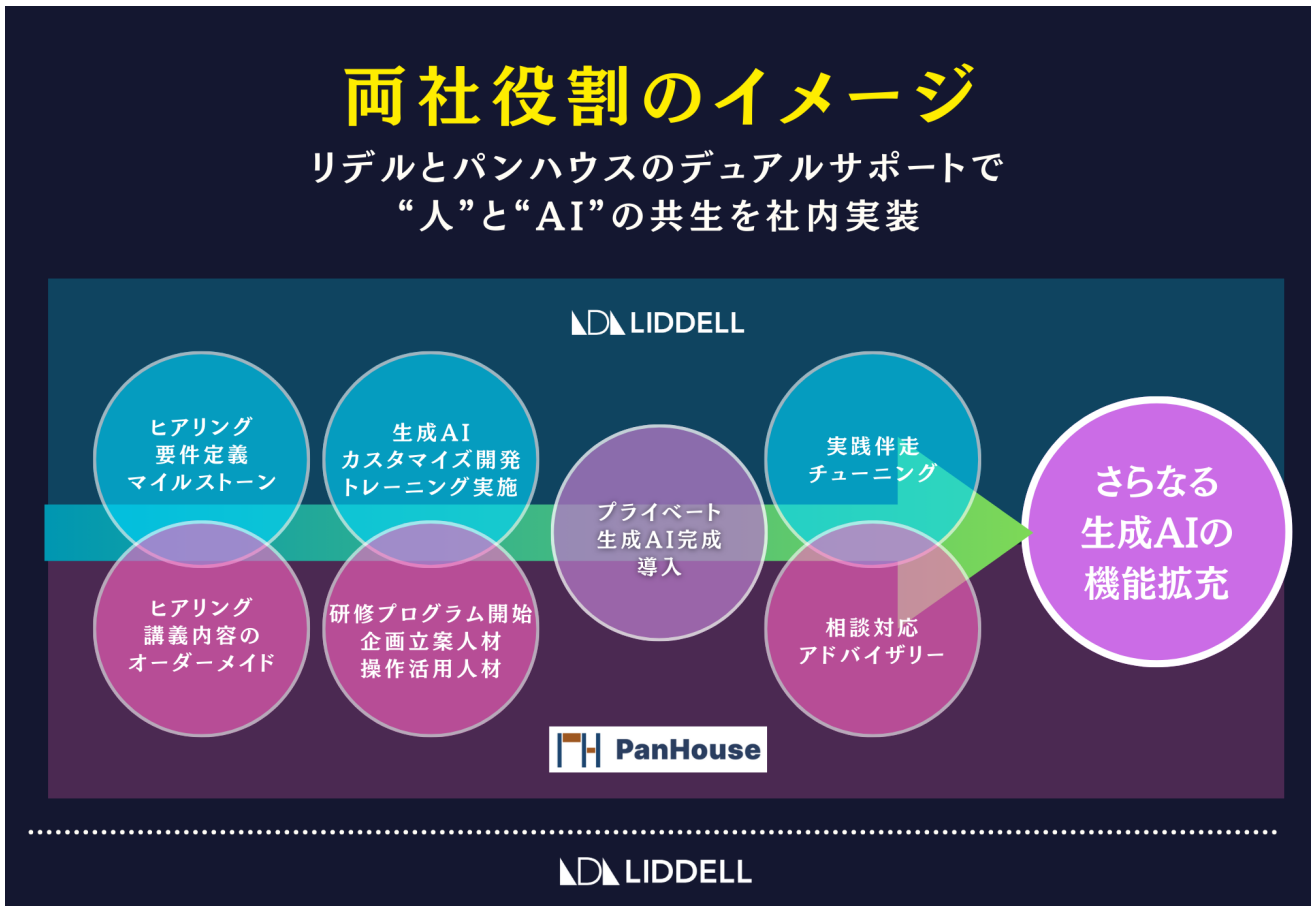 両社役割のイメージ
リデルとパンハウスのデュアルサポートで
“人”と“AI”の共生を社内実装
LIDDELL
ヒアリング
要件定義
マイルストーン
生成AI
カスタマイズ開発
トレーニング実施
実践伴走
チューニング
プライベート
生成AI完成
導入
さらなる
生成AIの
機能拡充
ヒアリング
講義内容の
オーダーメイド
研修プログラム開始
企画立案人材
操作活用人材
相談対応
アドバイザリー
PanHouse
LIDDELL